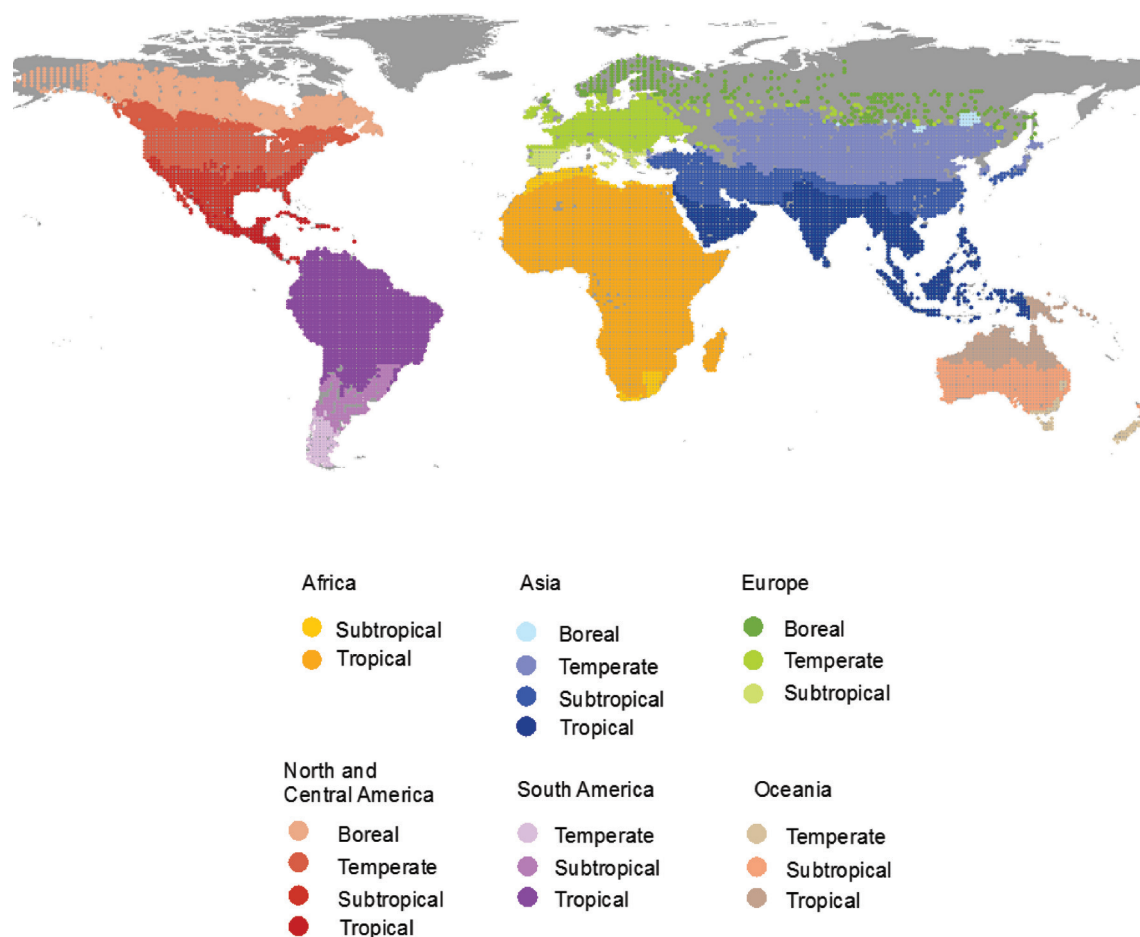 Africa
Subtropical
Tropical
Asia
Boreal
Temperate
Subtropical
Tropical
Europe
Boreal
Temperate
Subtropical
North and
Central America
Boreal
Temperate
Subtropical
Tropical
South America
Temperate
Subtropical
Tropical
Oceania
Temperate
Subtropical
Tropical